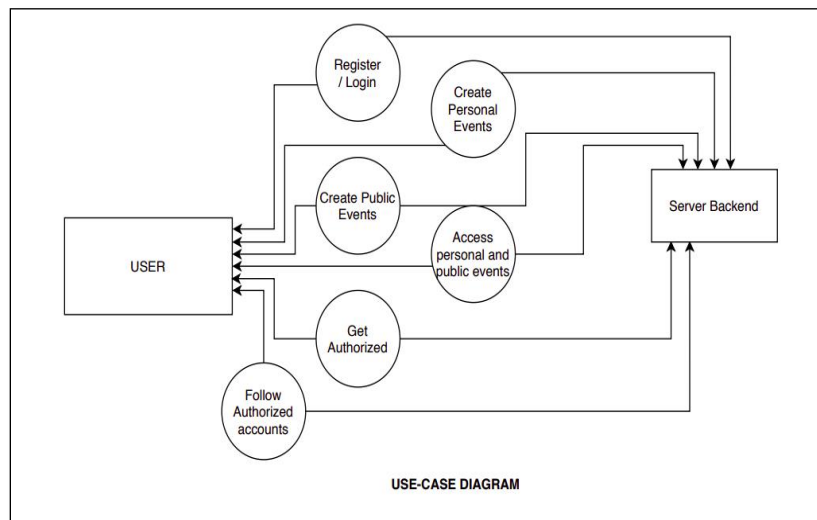 Register
/ Login
Create
Personal
Events
Create Public
Events
Server Backend
USER
Access
personal and
public events
Get
Authorized
Follow
Authorized
accounts
USE-CASE DIAGRAM